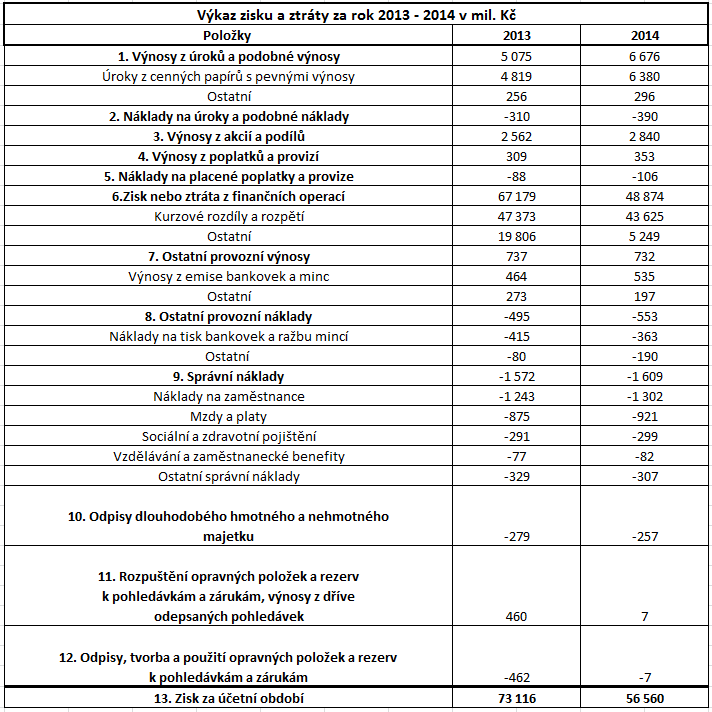 Výkaz zisku a ztráty za rok 2013 - 2014 v mil. Kč
Položky 2013 2014
1. Výnosy z úroků a podobné výnosy 5 075 6 676
Úroky z cenných papírů s pevnými výnosy 4 819 6 380
Ostatní 256 296
2. Náklady na úroky a podobné náklady -310 -390
3. Výnosy z akcií a podílů 2 562 2 840
4. Výnosy z poplatků a provizí 309 353
5. Náklady na placené poplatky a provize -88 -106
6.Zisk nebo ztráta z finančních operací 67 179 48 874
Kurzové rozdíly a rozpětí 47 373 43 625
Ostatní 19 806 5 249
7. Ostatní provozní výnosy 737 732
Výnosy z emise bankovek a minc 464 535
Ostatní 273 197
8. Ostatní provozní náklady -495 -553
Náklady na tisk bankovek a ražbu mincí -415 -363
Ostatní -80 -190
9. Správní náklady -1 572 -1 609
Náklady na zaměstnance -1 243 -1 302
Mzdy a platy -875 -921
Sociální a zdravotní pojištění -291 -299
Vzdělávání a zaměstnanecké benefity -77 -82
Ostatní správní náklady -329 -307
10. Odpisy dlouhodobého hmotného a nehmotného
majetku -279 -257
11. Rozpuštění opravných položek a rezerv
k pohledávkám a zárukám, výnosy z dříve
odepsaných pohledávek 460 7
12. Odpisy, tvorba a použití opravných položek a rezerv
k pohledávkám a zárukám -462 -7
13. Zisk za účetní období 73 116 56 560